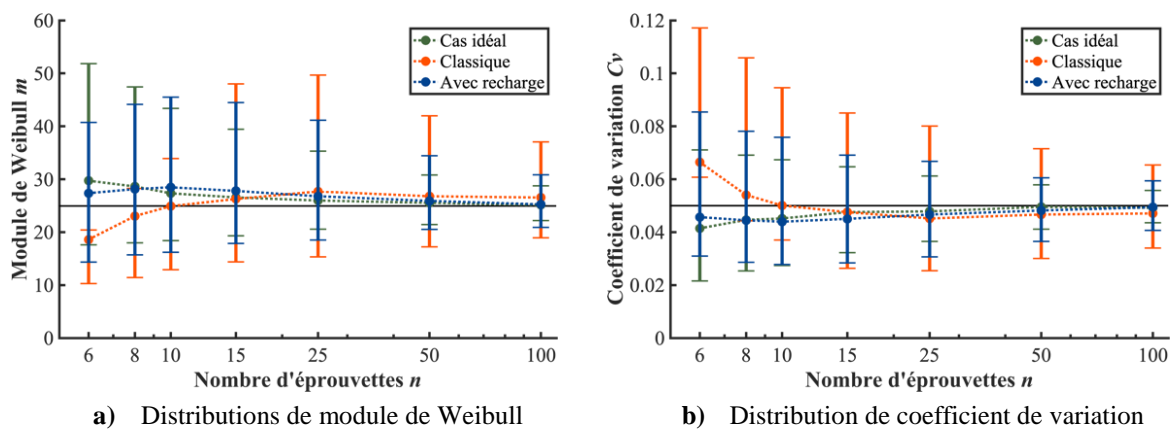 60
50
40
30
20
10
0
Module de Weibull m
6 8 10 15 25 50 100
Nombre d'éprouvettes n
Cas idéal
Classique
Avec recharge
a) Distributions de module de Weibull
0.12
0.1
0.08
0.06
0.04
0.02
0
Coefficient de variation Cv
6 8 10 15 25 50 100
Nombre d'éprouvettes n
Cas idéal
Classique
Avec recharge
b) Distribution de coefficient de variation